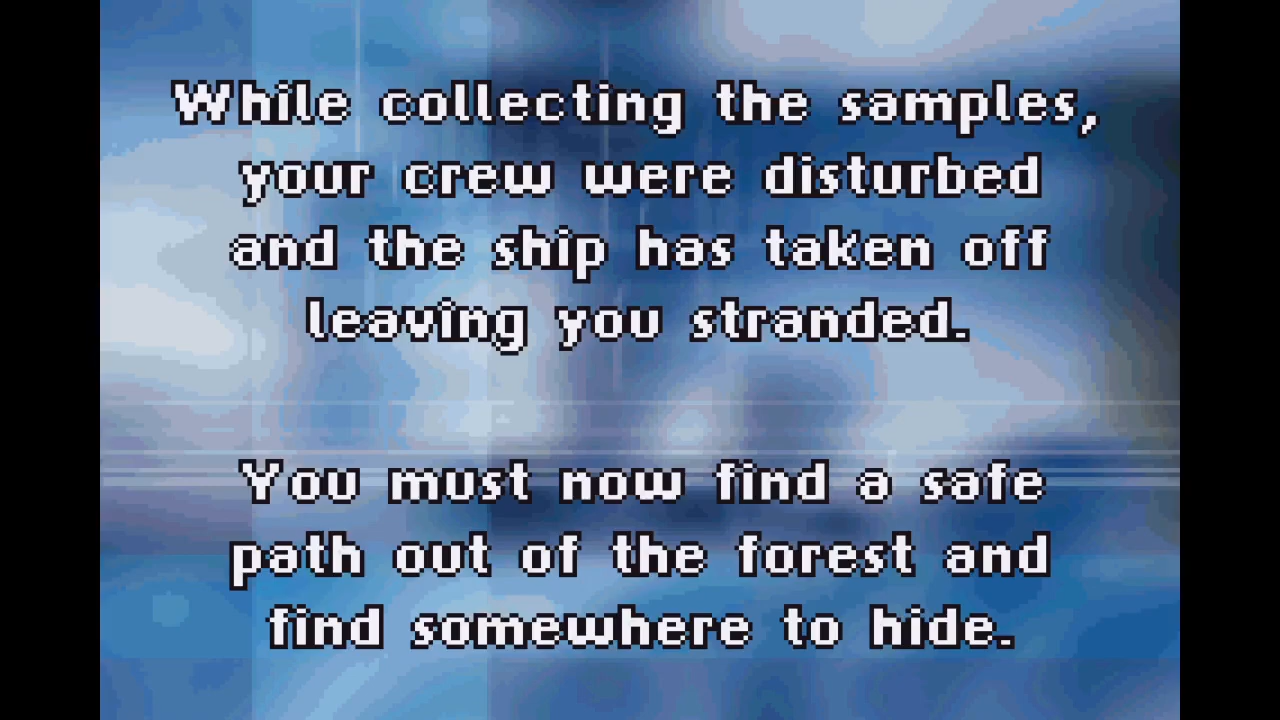 While collecting the samples,
your crew were disturbed
and the ship has taken off
leaving you stranded.
You must now find a safe
path out of the forest and
find somewhere to hide.